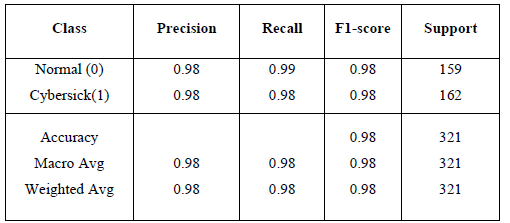 Class Precision Recall F1-score Support
Normal (0) 0.98 0.99 0.98 159
Cybersick(1) 0.98 0.98 0.98 162
Accuracy 0.98 321
Macro Avg 0.98 0.98 0.98 321
Weighted Avg 0.98 0.98 0.98 321